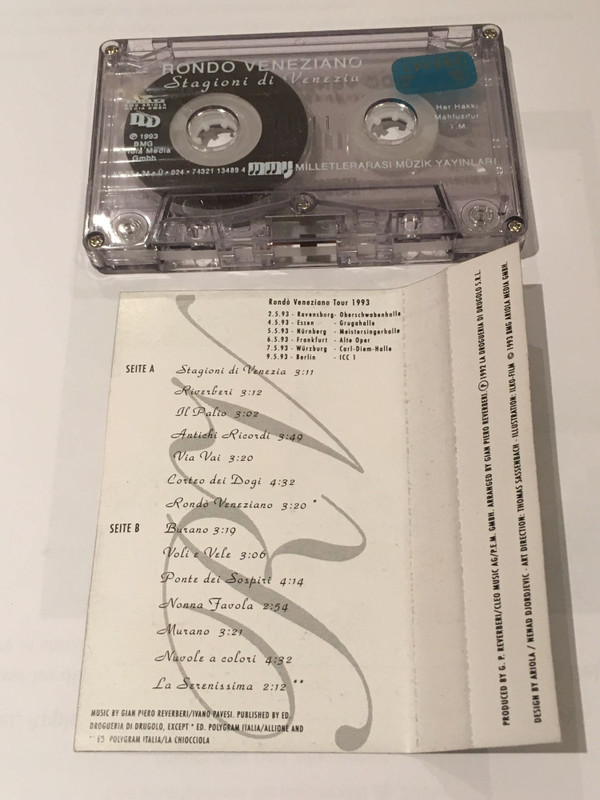 RONDO VENEZIANO
Stagioni di Venezia
DDD
℗ 1993
BMG
Media
Gmbh
Her Hakkı
Mahfuzdur
T.M.
Ü • 024 • 74321 13489 4 mmy MILLETLERARASI MÜZİK YAYINLARI
Rondò Veneziano Tour 1993
2.5.93 - Ravensburg - Oberschwabenhalle
4.5.93 - Essen - Grugahalle
5.5.93 - Nürnberg - Meistersingerhalle
6.5.93 - Frankfurt - Alte Oper
7.5.93 - Würzburg - Carl-Diem-Halle
9.5.93 - Berlin - ICC 1
SEITE A Stagioni di Venezia 3:11
Riverberi 3:12
Il Palio 3:02
Antichi Ricordi 3:49
Via Vai 3:20
Corteo dei Dogi 4:32
Rondò Veneziano 3:20 *
SEITE B Burano 3:19
Voli e Vele 3:06
Ponte dei Sospiri 4:14
Nonna Favola 2:54
Murano 3:21
Nuvole a colori 4:32
La Serenissima 2:12 **
MUSIC BY GIAN PIERO REVERBERI/IVANO PAVESI. PUBLISHED BY ED.
DROGUERIA DI DRUGOLO, EXCEPT * ED. POLYGRAM ITALIA/ALLIONE AND
** ED. POLYGRAM ITALIA/LA CHIOCCIOLA
PRODUCED BY G. P. REVERBERI/CLEO MUSIC AG/P.E.M. GMBH. ARRANGED BY GIAN PIERO REVERBERI. ℗ 1992 LA DROGUERIA DI DRUGOLO S.R.L.
DESIGN BY ARIOLA / NENAD DJORDJEVIC · ART DIRECTION: THOMAS SASSENBACH · ILLUSTRATION: ILKO-FILM © 1993 BMG ARIOLA MEDIA GMBH.